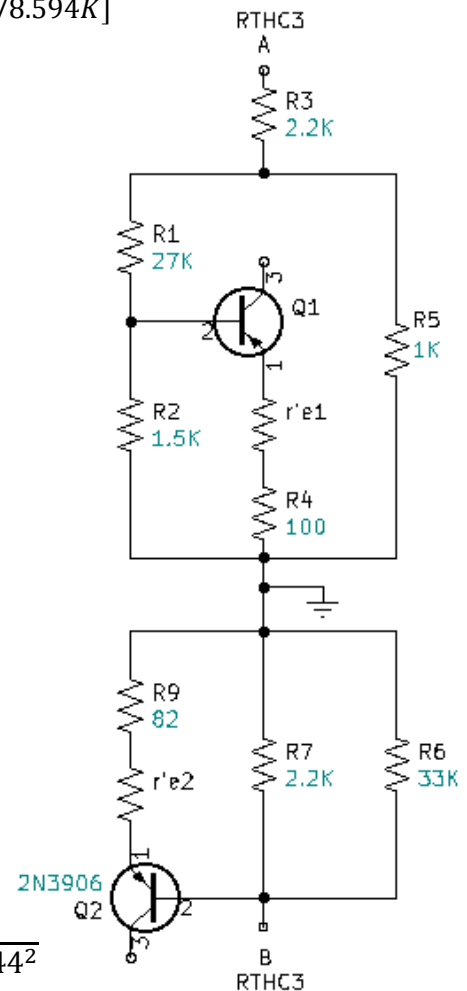 78.594K]
RTHC3
A
R3
2.2K
R1
27K
3
Q1
2
R5
1K
1
R2
1.5K
r'e1
R4
100
R9
82
R7
2.2K
R6
33K
r'e2
1
2N3906
Q2
2
3
B
44²
RTHC3